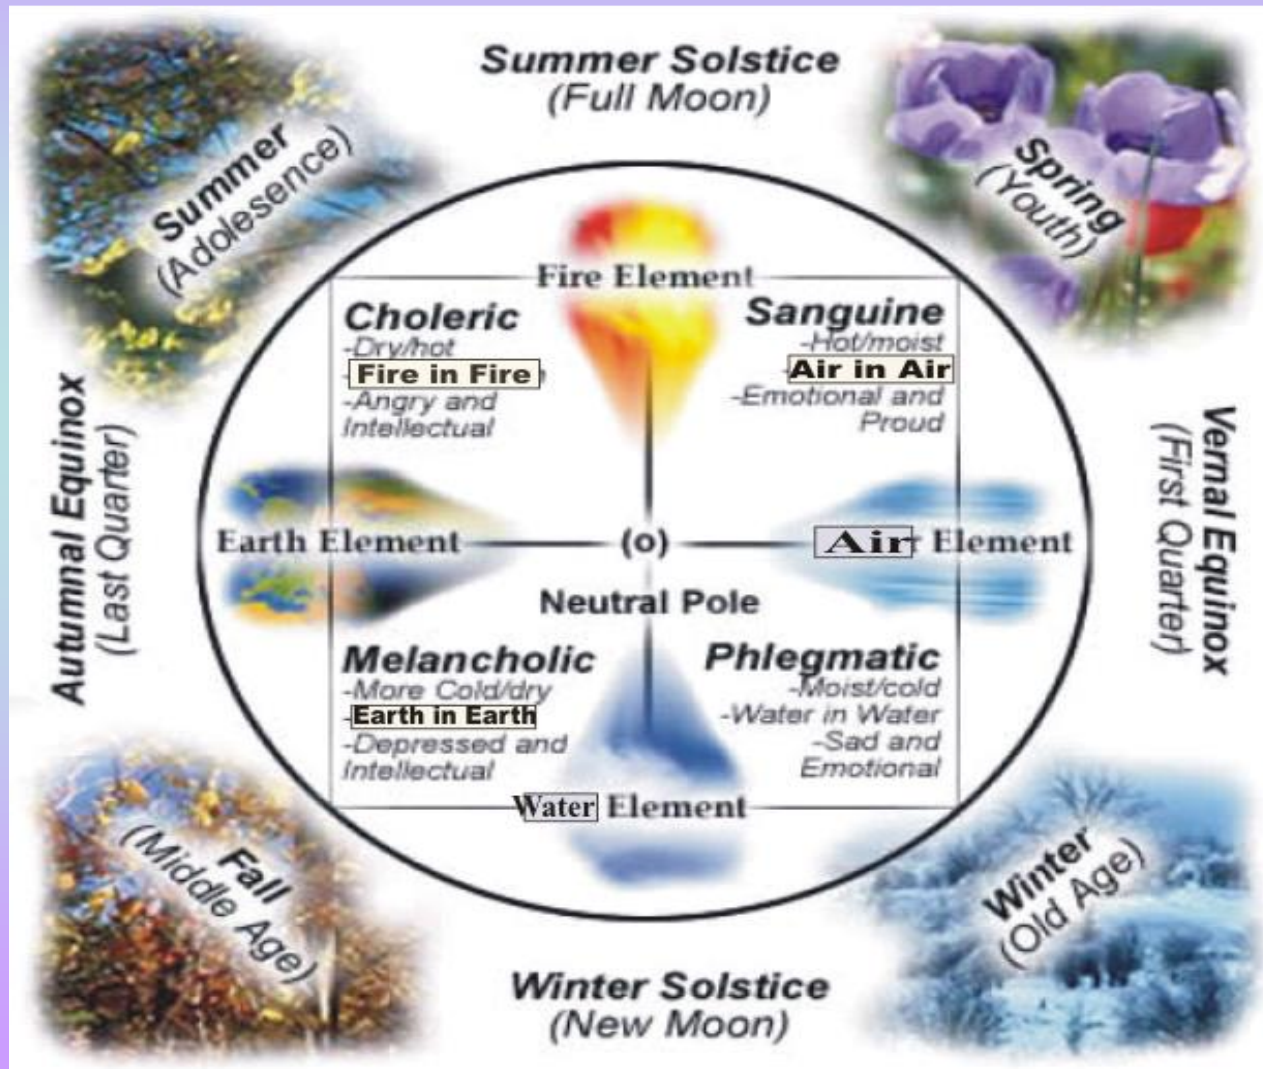 Summer Solstice
(Full Moon)
Summer
(Adolesence)
Spring
(Youth)
Fire Element
Choleric
-Dry/hot
Fire in Fire
-Angry and
Intellectual
Sanguine
-Hot/moist
Air in Air
-Emotional and
Proud
Autumnal Equinox
(Last Quarter)
Vernal Equinox
(First Quarter)
Earth Element
(o)
Air Element
Neutral Pole
Melancholic
-More Cold/dry
-Earth in Earth
-Depressed and
Intellectual
Phlegmatic
-Moist/cold
-Water in Water
-Sad and
Emotional
Water Element
Fall
(Middle Age)
Winter
(Old Age)
Winter Solstice
(New Moon)